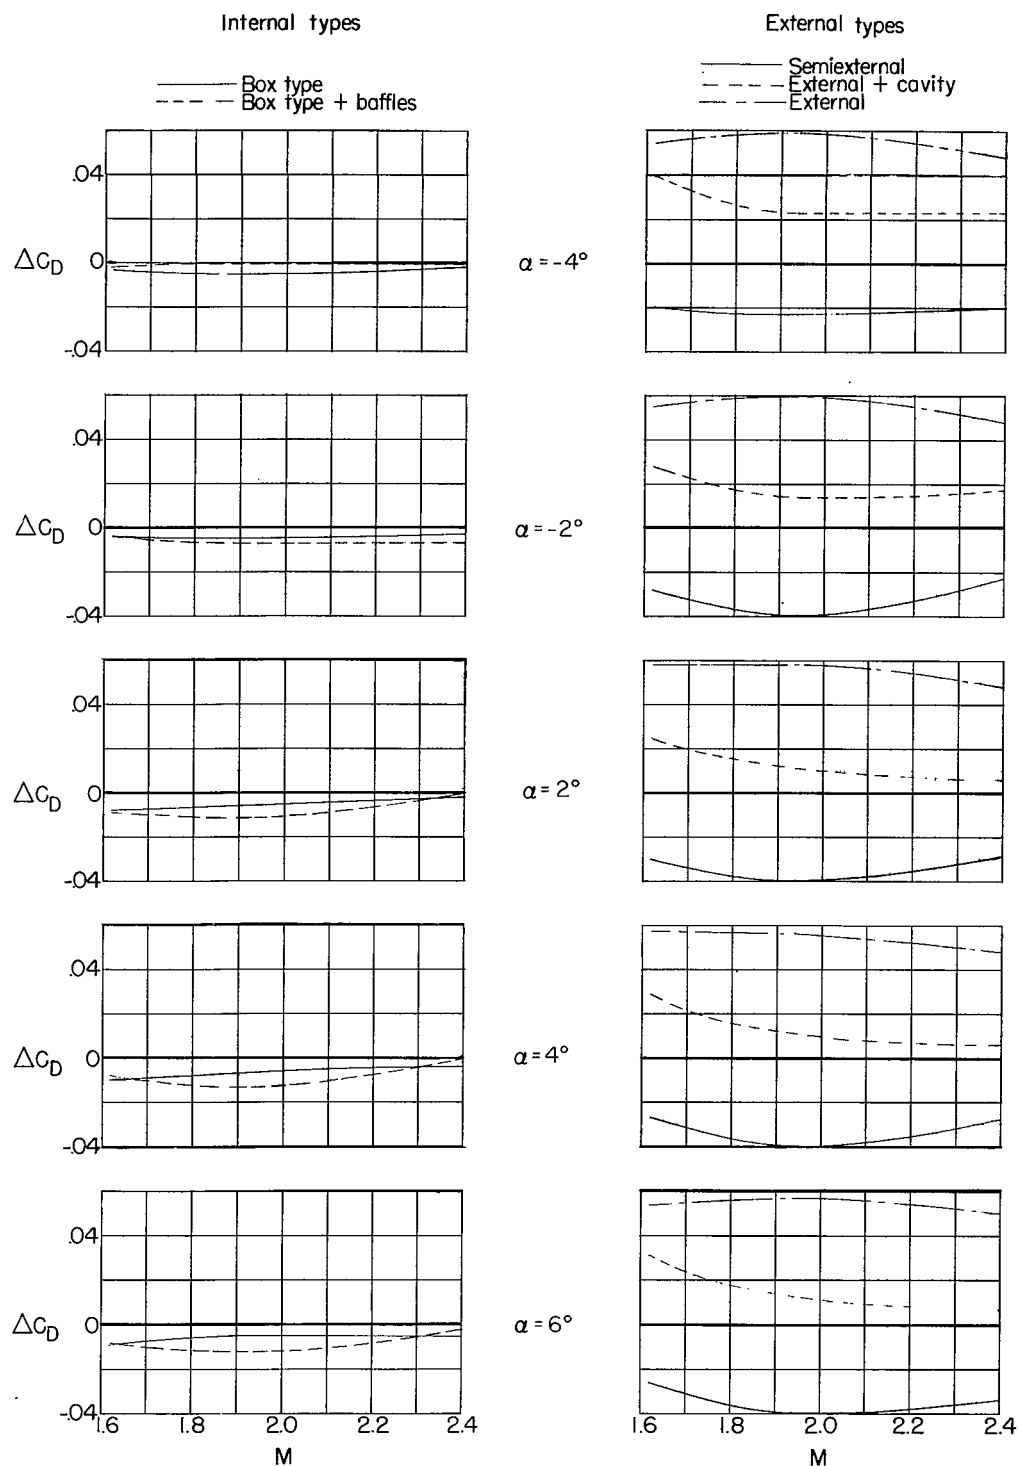 Internal types
External types
Box type
Box type + baffles
Semiexternal
External + cavity
External
.04
ΔC_D 0
-.04
α = -4°
.04
ΔC_D 0
-.04
α = -2°
.04
ΔC_D 0
-.04
α = 2°
.04
ΔC_D 0
-.04
α = 4°
.04
ΔC_D 0
-.04
α = 6°
1.6 1.8 2.0 2.2 2.4
M
1.6 1.8 2.0 2.2 2.4
M